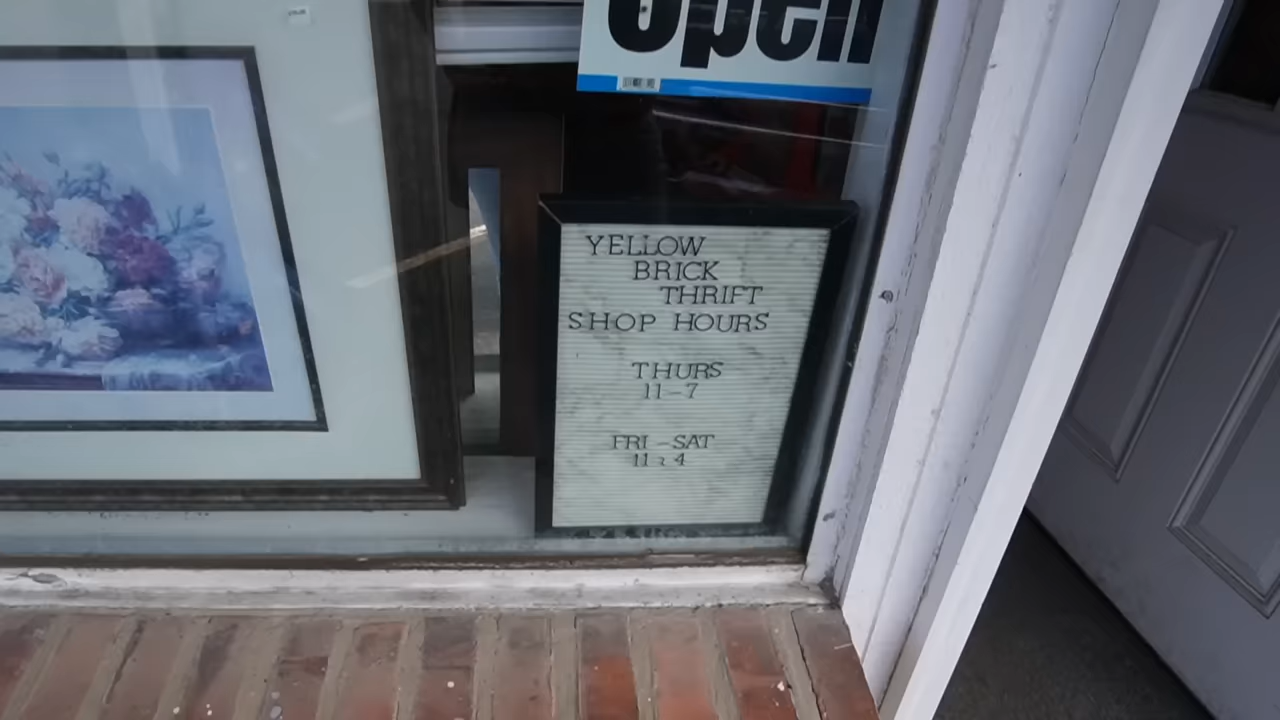 Open
YELLOW
BRICK
THRIFT
SHOP HOURS
THURS
11-7
FRI-SAT
11-4